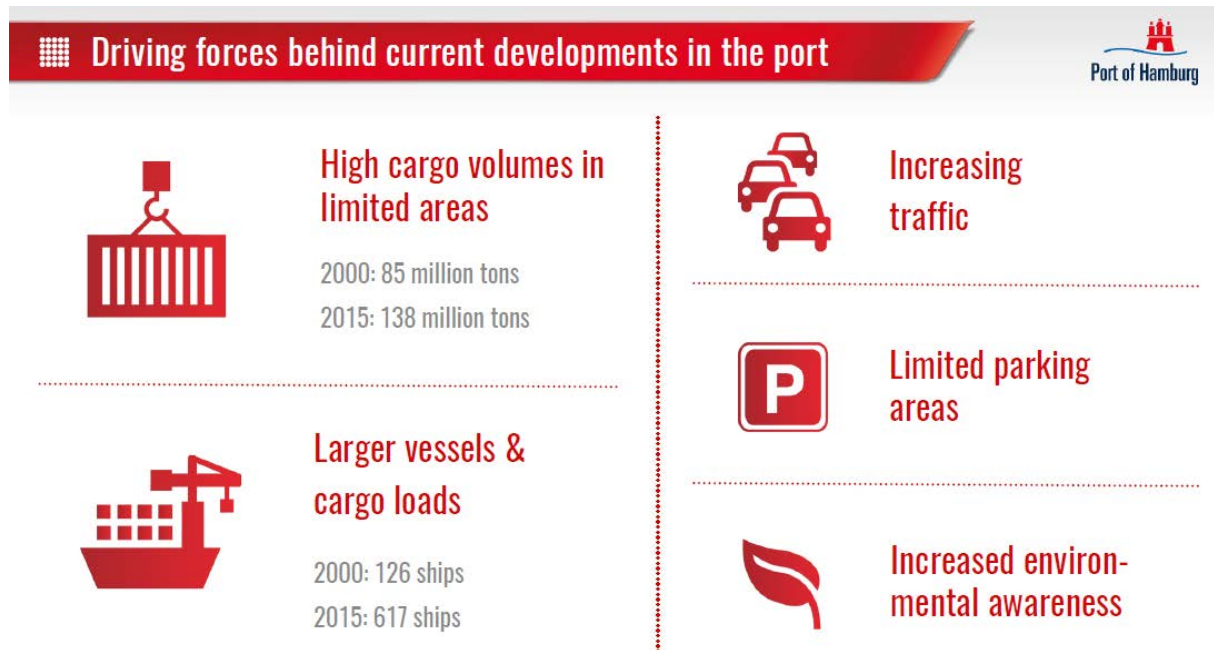 Driving forces behind current developments in the port
Port of Hamburg
High cargo volumes in
limited areas
2000: 85 million tons
2015: 138 million tons
Larger vessels &
cargo loads
2000: 126 ships
2015: 617 ships
Increasing
traffic
P
Limited parking
areas
Increased environ-
mental awareness